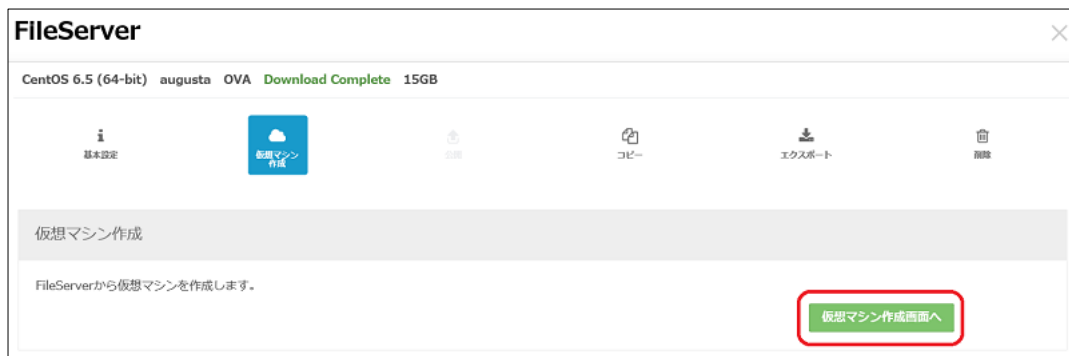 FileServer
CentOS 6.5 (64-bit) augusta OVA Download Complete 15GB
基本設定
仮想マシン
作成
公開
コピー
エクスポート
削除
仮想マシン作成
FileServerから仮想マシンを作成します。
仮想マシン作成画面へ